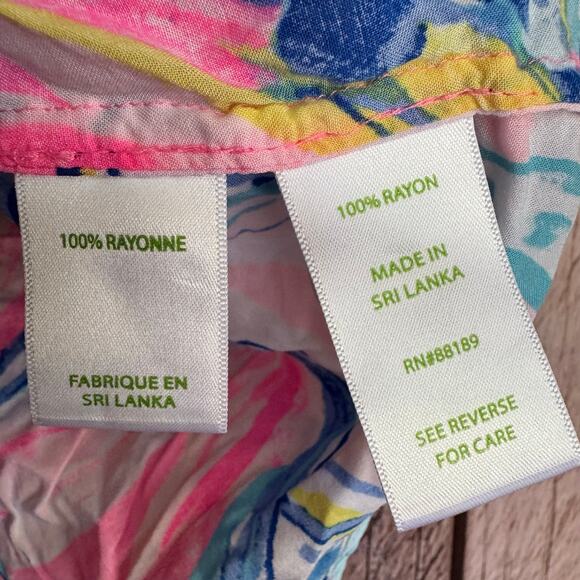 100% RAYONNE
FABRIQUE EN
SRI LANKA
100% RAYON
MADE IN
SRI LANKA
RN#88189
SEE REVERSE
FOR CARE